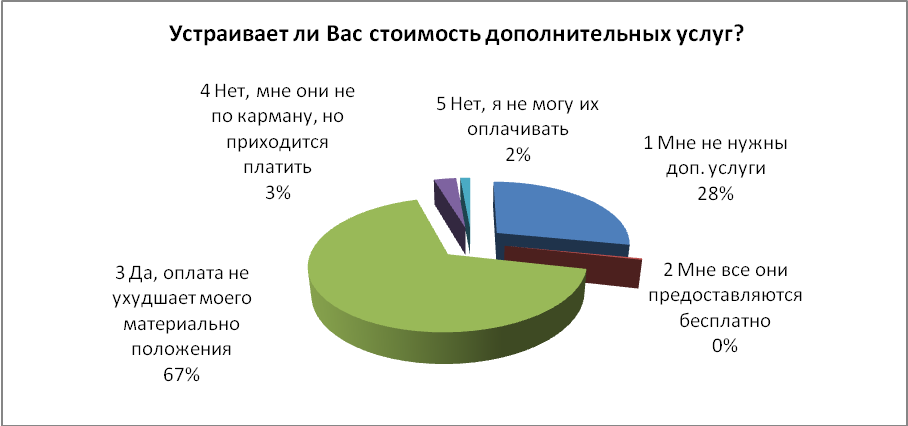 Устраивает ли Вас стоимость дополнительных услуг?
4 Нет, мне они не
по карману, но
приходится
платить
3%
5 Нет, я не могу их
оплачивать
2%
1 Мне не нужны
доп. услуги
28%
2 Мне все они
предоставляются
бесплатно
0%
3 Да, оплата не
ухудшает моего
материально
положения
67%